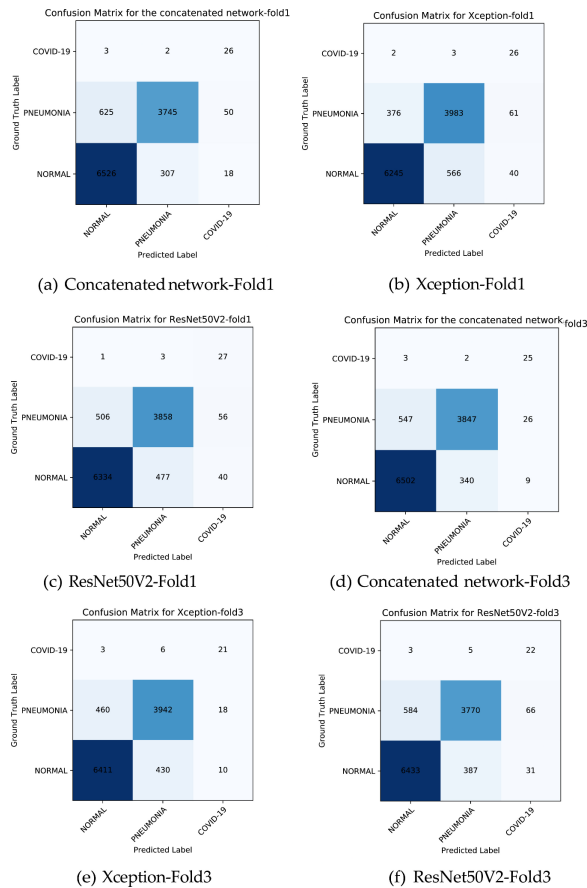 Confusion Matrix for the concatenated network-fold1
COVID-19
3 2 26
PNEUMONIA
625 3745 50
NORMAL
6526 307 18
Ground Truth Label
NORMAL
PNEUMONIA
COVID-19
Predicted Label
(a) Concatenated network-Fold1
Confusion Matrix for Xception-fold1
COVID-19
2 3 26
PNEUMONIA
376 3983 61
NORMAL
6245 566 40
Ground Truth Label
NORMAL
PNEUMONIA
COVID-19
Predicted Label
(b) Xception-Fold1
Confusion Matrix for ResNet50V2-fold1
COVID-19
1 3 27
PNEUMONIA
506 3858 56
NORMAL
6334 477 40
Ground Truth Label
NORMAL
PNEUMONIA
COVID-19
Predicted Label
(c) ResNet50V2-Fold1
Confusion Matrix for the concatenated network-fold3
COVID-19
3 2 25
PNEUMONIA
547 3847 26
NORMAL
6502 340 9
Ground Truth Label
NORMAL
PNEUMONIA
COVID-19
Predicted Label
(d) Concatenated network-Fold3
Confusion Matrix for Xception-fold3
COVID-19
3 6 21
PNEUMONIA
460 3942 18
NORMAL
6411 430 10
Ground Truth Label
NORMAL
PNEUMONIA
COVID-19
Predicted Label
(e) Xception-Fold3
Confusion Matrix for ResNet50V2-fold3
COVID-19
3 5 22
PNEUMONIA
584 3770 66
NORMAL
6433 387 31
Ground Truth Label
NORMAL
PNEUMONIA
COVID-19
Predicted Label
(f) ResNet50V2-Fold3